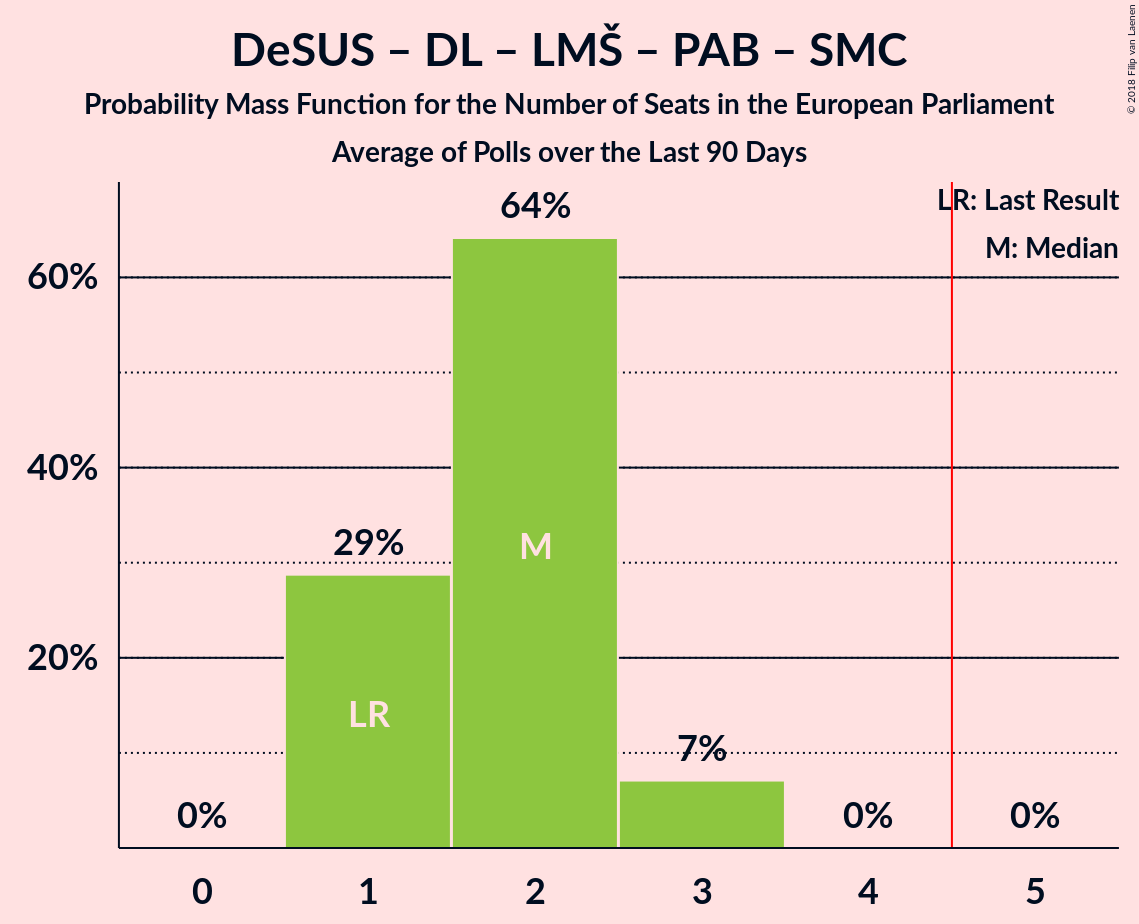 DeSUS – DL – LMŠ – PAB – SMC
Probability Mass Function for the Number of Seats in the European Parliament
Average of Polls over the Last 90 Days
© 2018 Filip van Laenen
LR: Last Result
M: Median
64%
60%
40%
29%
M
20%
LR
7%
0%
0%
0%
0 1 2 3 4 5